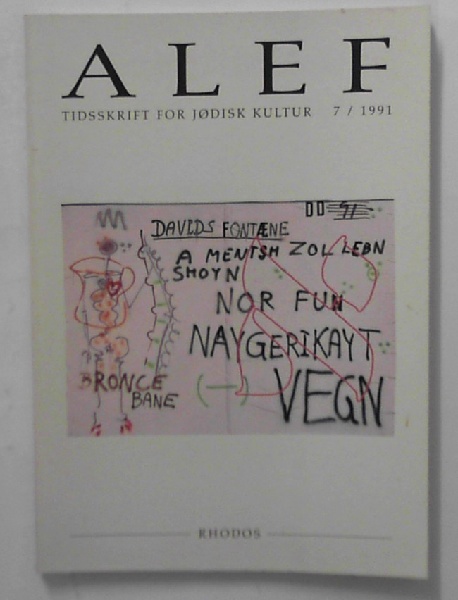 ALEF
TIDSSKRIFT FOR JØDISK KULTUR 7 / 1991
DAVIDS FONTÆNE
A MENTSH ZOL LEBN
SHOYN
NOR FUN
NAYGERIKAYT
BRONCE
BANE
(—)
VEGN
RHODOS